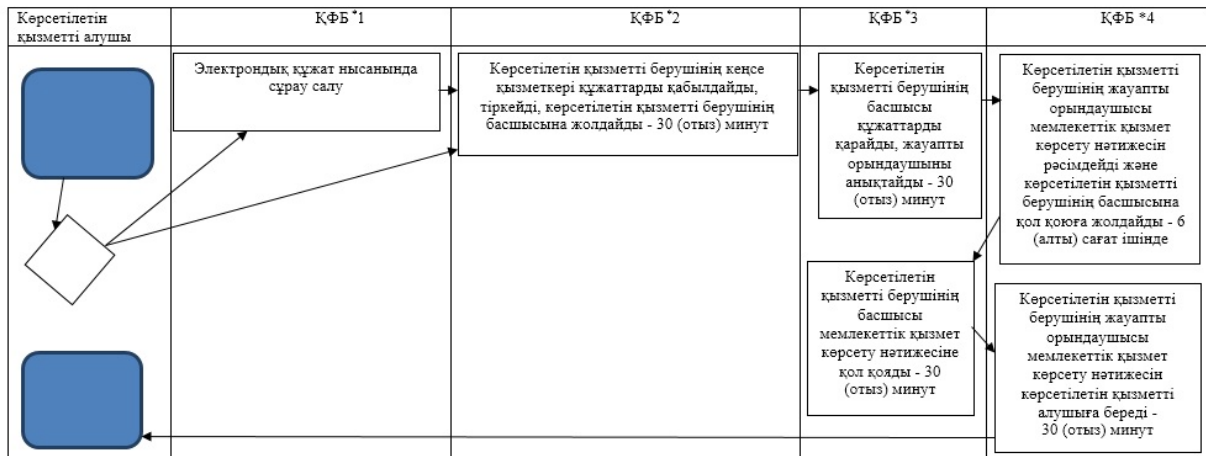 Көрсетілетін
қызметті алушы
ҚФБ *1
ҚФБ *2
ҚФБ *3
ҚФБ *4
Электрондық құжат нысанында
сұрау салу
Көрсетілетін қызметті берушінің кеңсе
қызметкері құжаттарды қабылдайды,
тіркейді, көрсетілетін қызметті берушінің
басшысына жолдайды - 30 (отыз) минут
Көрсетілетін
қызметті берушінің
басшысы
құжаттарды
қарайды, жауапты
орындаушыны
анықтайды - 30
(отыз) минут
Көрсетілетін қызметті
берушінің жауапты
орындаушысы
мемлекеттік қызмет
көрсету нәтижесін
рәсімдейді және
көрсетілетін қызметті
берушінің басшысына
қол қоюға жолдайды - 6
(алты) сағат ішінде
Көрсетілетін
қызметті берушінің
басшысы
мемлекеттік қызмет
көрсету нәтижесіне
қол қояды - 30
(отыз) минут
Көрсетілетін қызметті
берушінің жауапты
орындаушысы
мемлекеттік қызмет
көрсету нәтижесін
көрсетілетін қызметті
алушыға береді -
30 (отыз) минут